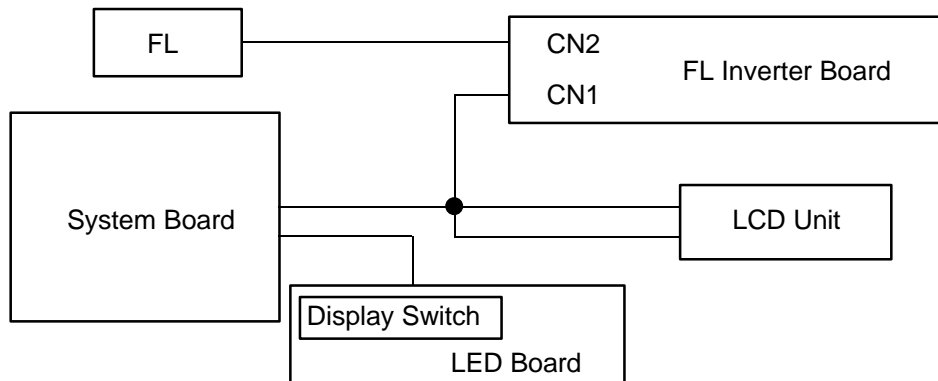 FL
CN2
FL Inverter Board
CN1
System Board
LCD Unit
Display Switch
LED Board